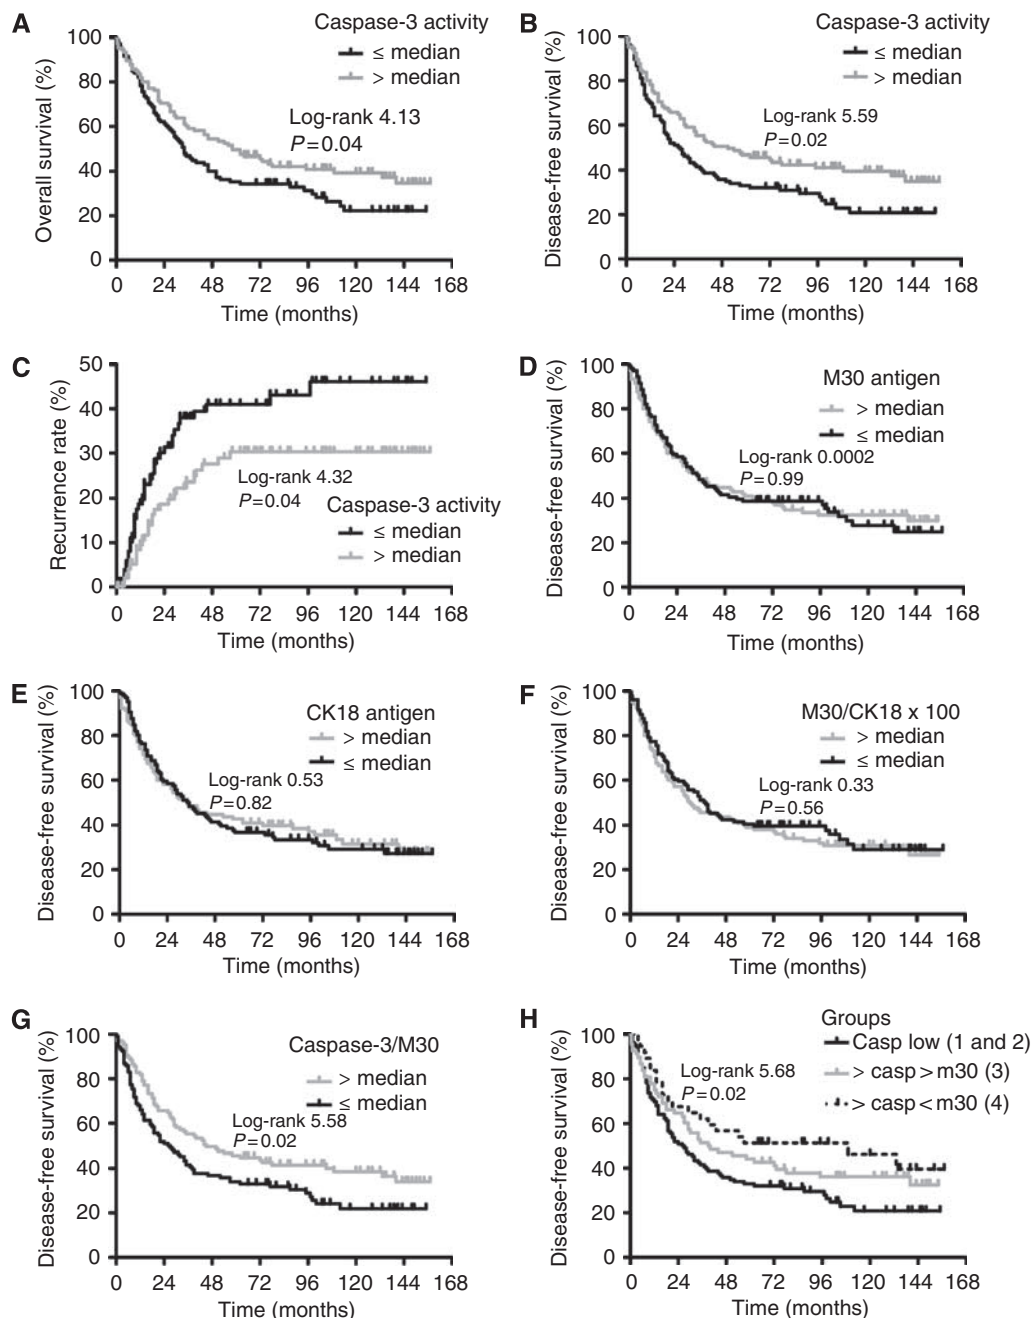 A
Overall survival (%)
100
80
60
40
20
0
Caspase-3 activity
≤ median
> median
Log-rank 4.13
P=0.04
0 24 48 72 96 120 144 168
Time (months)
B
Disease-free survival (%)
100
80
60
40
20
0
Caspase-3 activity
≤ median
> median
Log-rank 5.59
P=0.02
0 24 48 72 96 120 144 168
Time (months)
C
Recurrence rate (%)
50
40
30
20
10
0
Log-rank 4.32
P=0.04
Caspase-3 activity
≤ median
> median
0 24 48 72 96 120 144 168
Time (months)
D
Disease-free survival (%)
100
80
60
40
20
0
M30 antigen
> median
≤ median
Log-rank 0.0002
P=0.99
0 24 48 72 96 120 144 168
Time (months)
E
Disease-free survival (%)
100
80
60
40
20
0
CK18 antigen
> median
≤ median
Log-rank 0.53
P=0.82
0 24 48 72 96 120 144 168
Time (months)
F
Disease-free survival (%)
100
80
60
40
20
0
M30/CK18 x 100
> median
≤ median
Log-rank 0.33
P=0.56
0 24 48 72 96 120 144 168
Time (months)
G
Disease-free survival (%)
100
80
60
40
20
0
Caspase-3/M30
> median
≤ median
Log-rank 5.58
P=0.02
0 24 48 72 96 120 144 168
Time (months)
H
Disease-free survival (%)
100
80
60
40
20
0
Groups
Casp low (1 and 2)
> casp>m30 (3)
> casp<m30 (4)
Log-rank 5.68
P=0.02
0 24 48 72 96 120 144 168
Time (months)